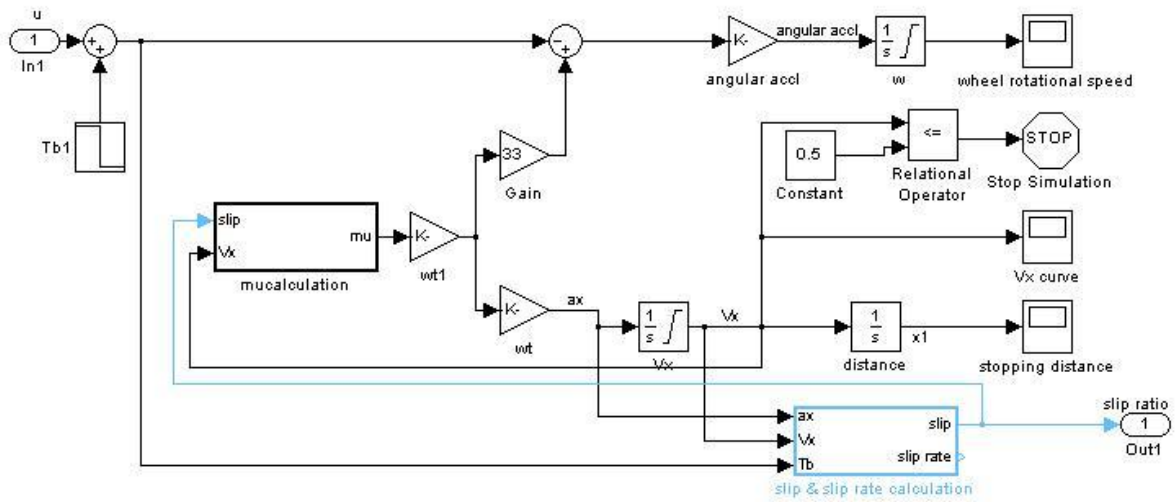 u
1
In1
+
+
Tb1
-
+
K-
angular accl
angular accl
1
s
w
wheel rotational speed
33
Gain
0.5
Constant
<=
Relational
Operator
STOP
Stop Simulation
slip
Vx
mu
mucalculation
K-
wt1
K-
wt
ax
1
s
Vx
Vx
Vx curve
1
s
distance
x1
stopping distance
ax
Vx
Tb
slip
slip rate
slip & slip rate calculation
slip ratio
1
Out1